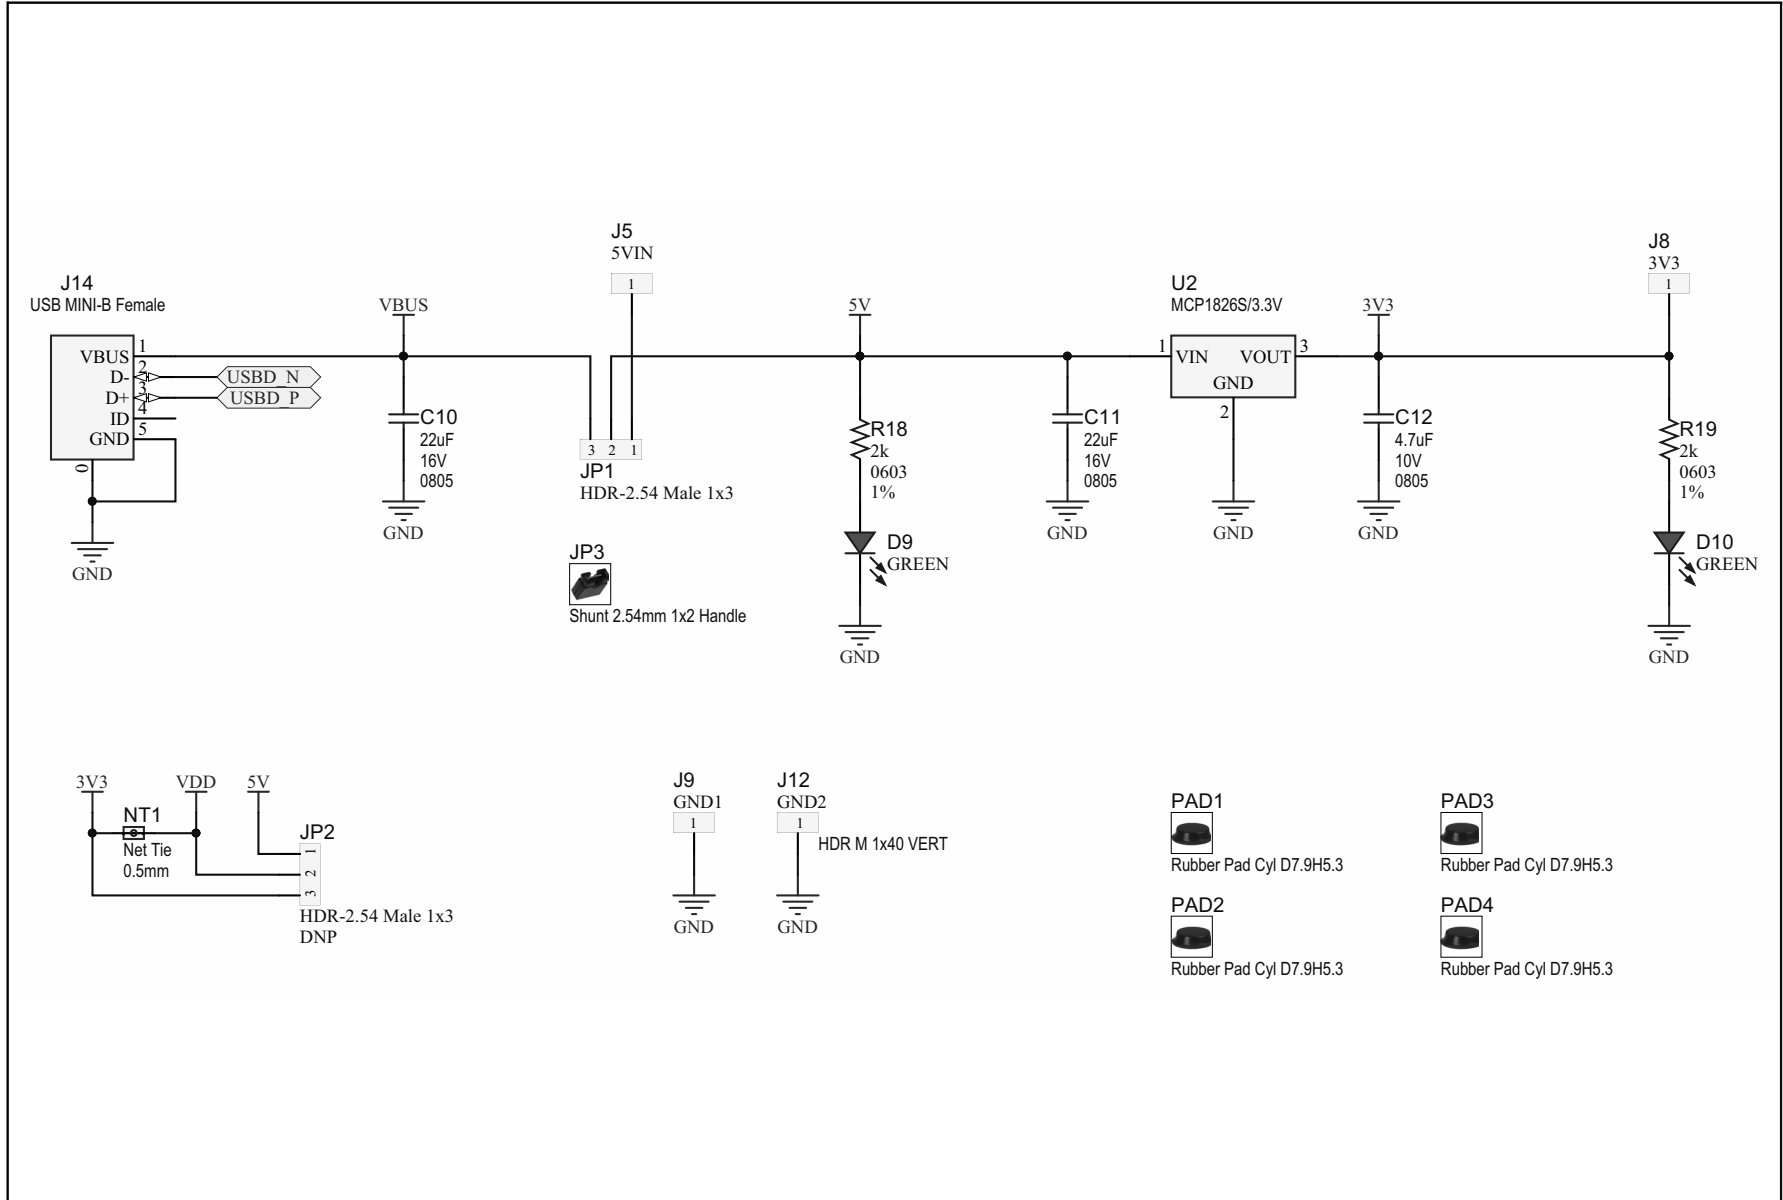 J5
5VIN
1
J8
3V3
1
J14
USB MINI-B Female
VBUS
5V
U2
MCP1826S/3.3V
3V3
VBUS 1
D- 2
D+ 3
ID 4
GND 5
0
USBD_N
USBD_P
GND
C10
22uF
16V
0805
GND
3 2 1
JP1
HDR-2.54 Male 1x3
JP3
Shunt 2.54mm 1x2 Handle
R18
2k
0603
1%
D9
GREEN
GND
C11
22uF
16V
0805
GND
1 VIN VOUT 3
GND
2
GND
C12
4.7uF
10V
0805
GND
R19
2k
0603
1%
D10
GREEN
GND
3V3 VDD 5V
NT1
Net Tie
0.5mm
JP2
1
2
3
HDR-2.54 Male 1x3
DNP
J9
GND1
1
GND
J12
GND2
1
HDR M 1x40 VERT
GND
PAD1
Rubber Pad Cyl D7.9H5.3
PAD3
Rubber Pad Cyl D7.9H5.3
PAD2
Rubber Pad Cyl D7.9H5.3
PAD4
Rubber Pad Cyl D7.9H5.3